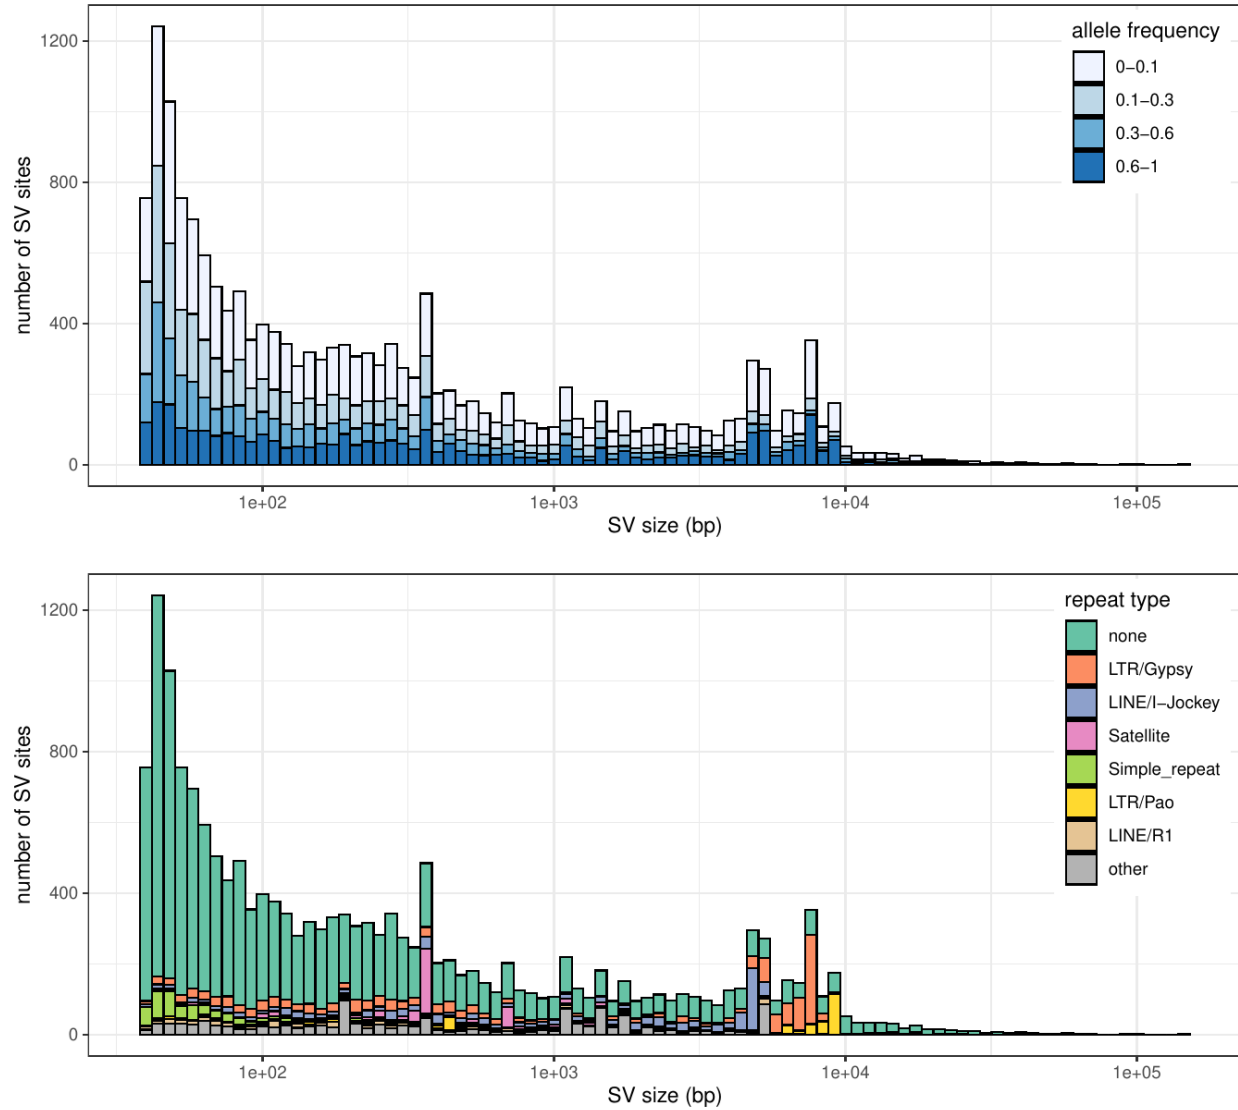 allele frequency
0−0.1
0.1−0.3
0.3−0.6
0.6−1
number of SV sites
1200
800
400
0
1e+02
1e+03
1e+04
1e+05
SV size (bp)
repeat type
none
LTR/Gypsy
LINE/I−Jockey
Satellite
Simple_repeat
LTR/Pao
LINE/R1
other
number of SV sites
1200
800
400
0
1e+02
1e+03
1e+04
1e+05
SV size (bp)